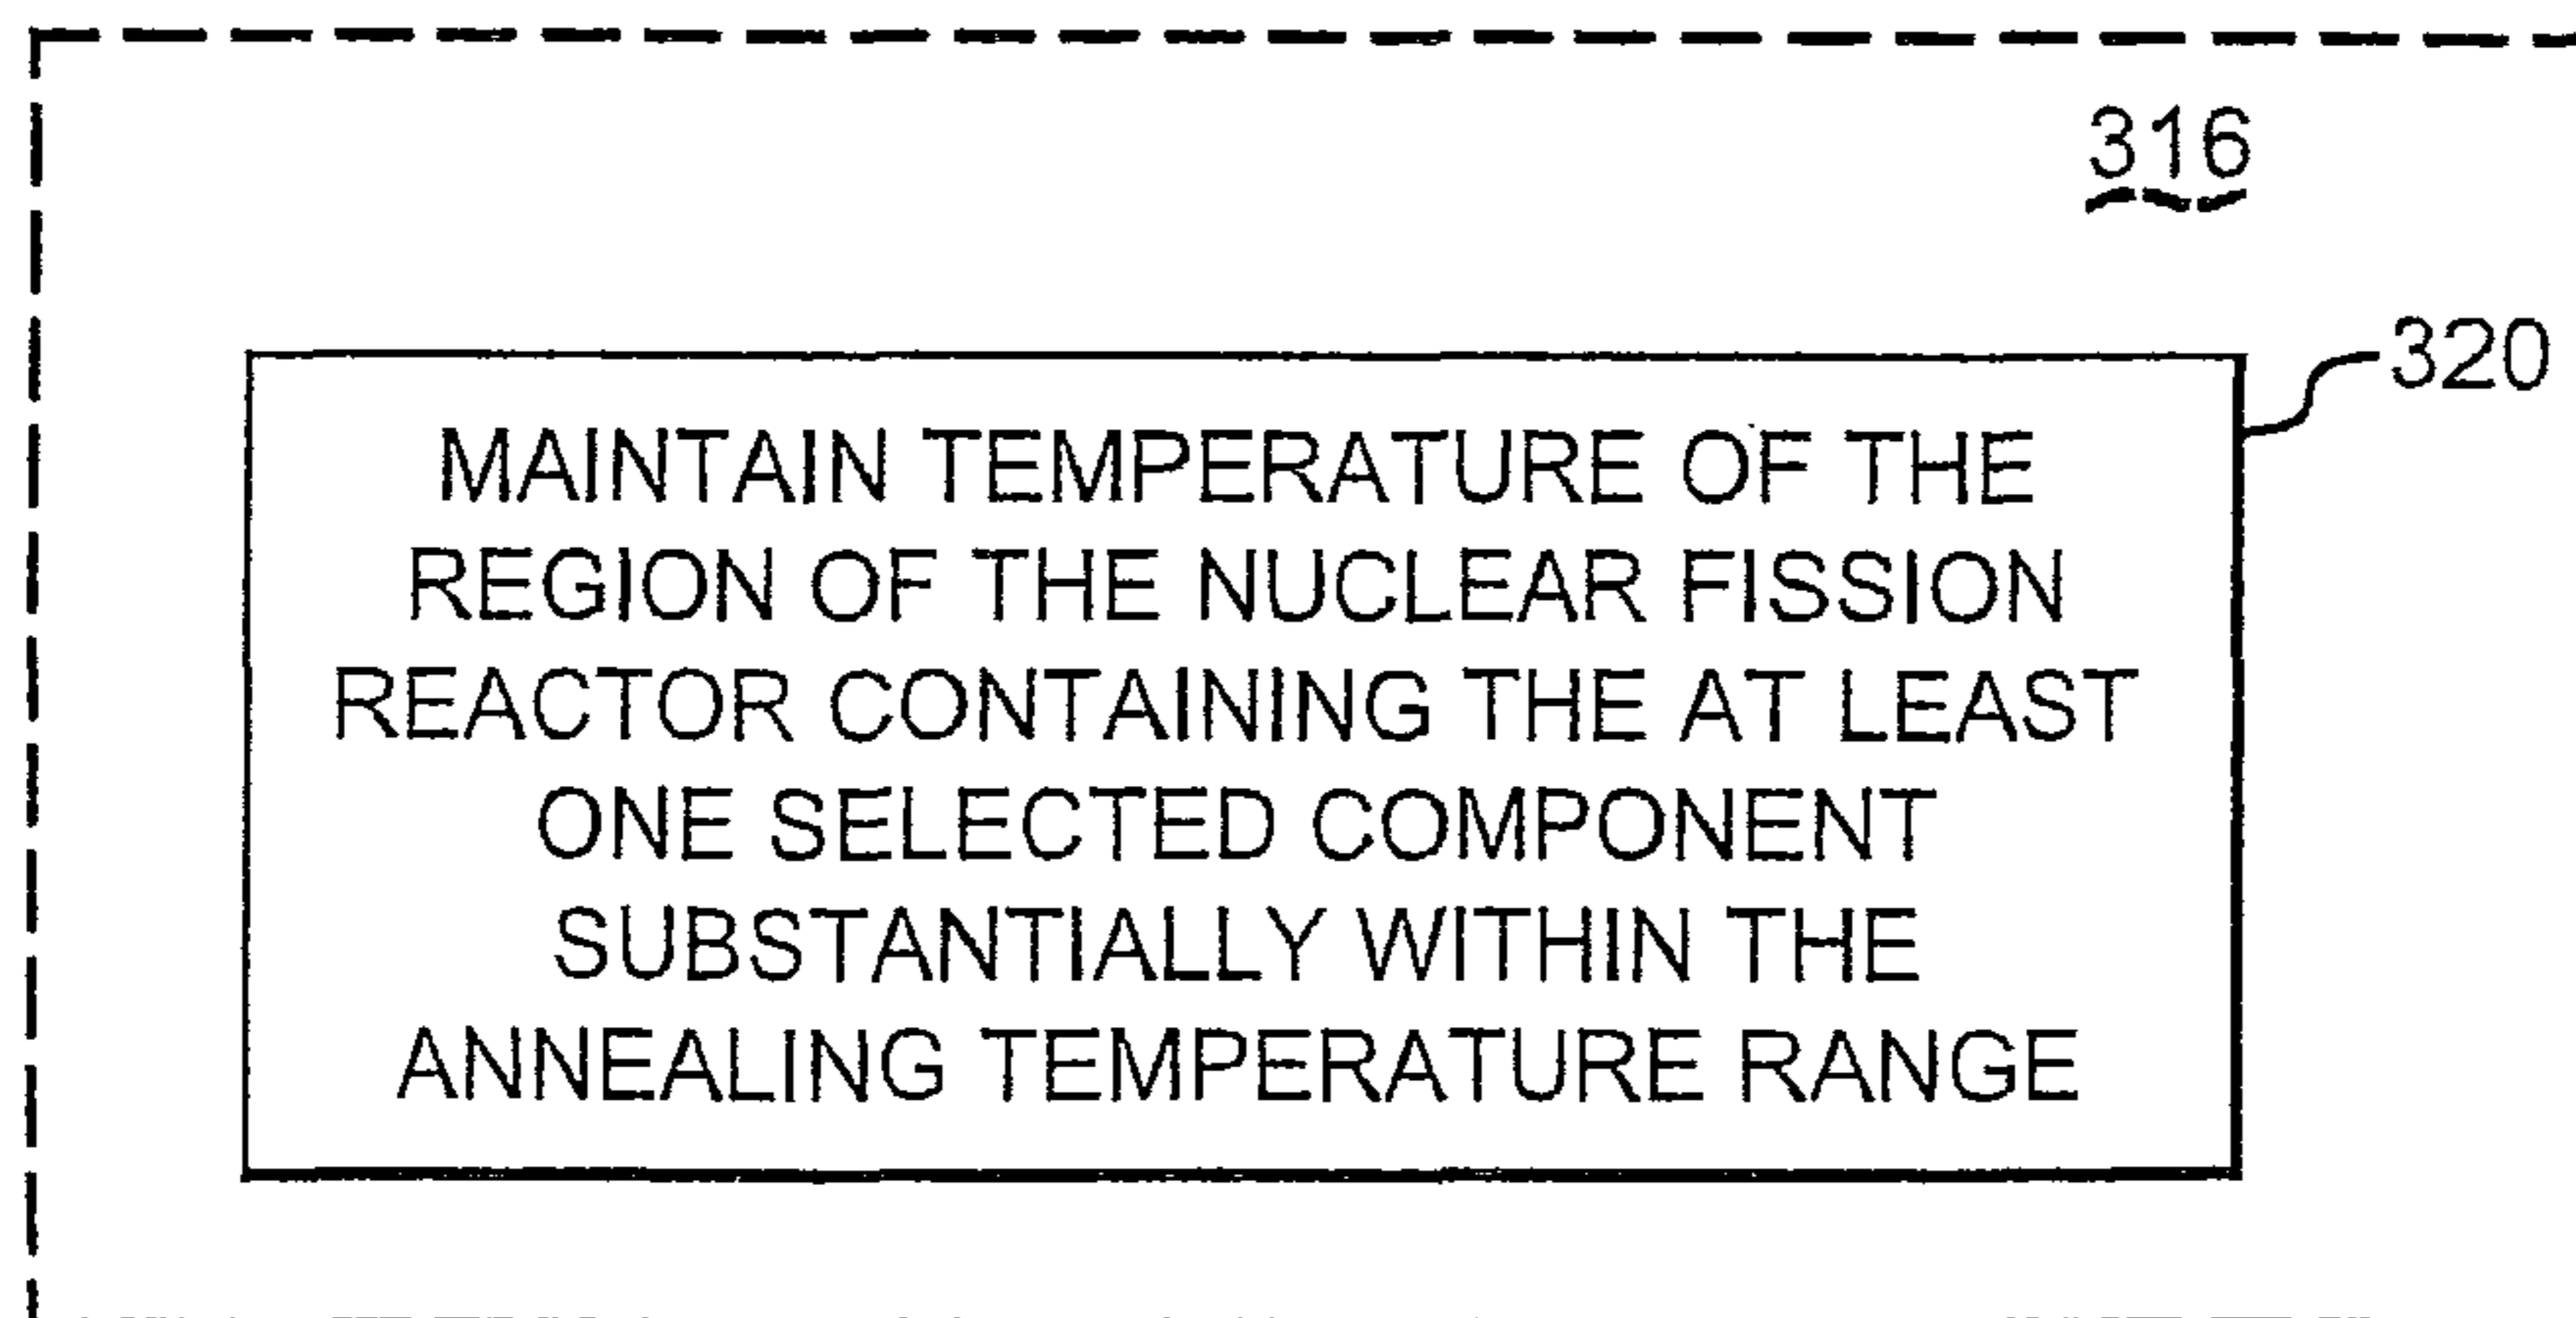 316
320
MAINTAIN TEMPERATURE OF THE
REGION OF THE NUCLEAR FISSION
REACTOR CONTAINING THE AT LEAST
ONE SELECTED COMPONENT
SUBSTANTIALLY WITHIN THE
ANNEALING TEMPERATURE RANGE